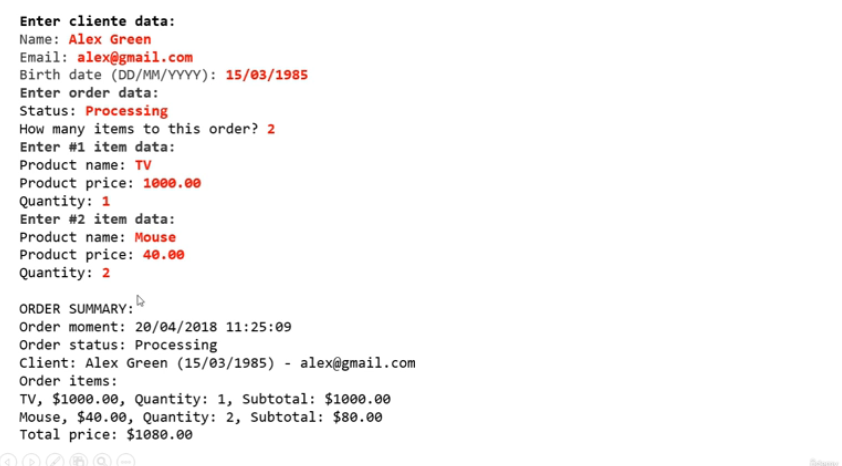 Enter cliente data:
Name: Alex Green
Email: alex@gmail.com
Birth date (DD/MM/YYYY): 15/03/1985
Enter order data:
Status: Processing
How many items to this order? 2
Enter #1 item data:
Product name: TV
Product price: 1000.00
Quantity: 1
Enter #2 item data:
Product name: Mouse
Product price: 40.00
Quantity: 2
ORDER SUMMARY:
Order moment: 20/04/2018 11:25:09
Order status: Processing
Client: Alex Green (15/03/1985) - alex@gmail.com
Order items:
TV, $1000.00, Quantity: 1, Subtotal: $1000.00
Mouse, $40.00, Quantity: 2, Subtotal: $80.00
Total price: $1080.00